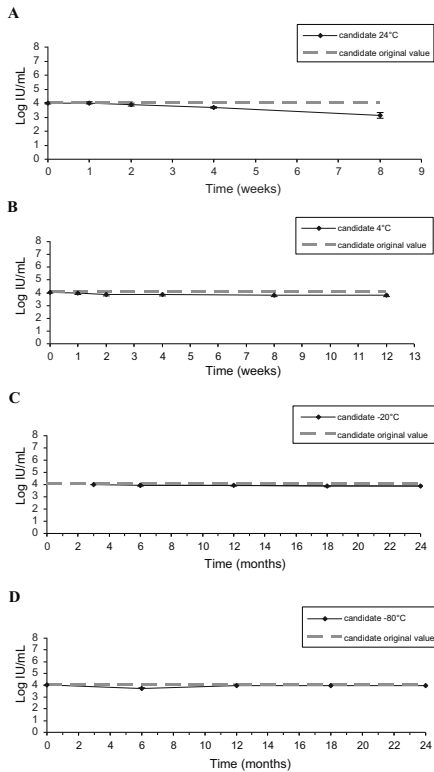 A
candidate 24°C
candidate original value
Log IU/mL
8
7
6
5
4
3
2
1
0
0 1 2 3 4 5 6 7 8 9
Time (weeks)
B
candidate 4°C
candidate original value
Log IU/mL
8
7
6
5
4
3
2
1
0
0 1 2 3 4 5 6 7 8 9 10 11 12 13
Time (weeks)
C
candidate -20°C
candidate original value
Log IU/mL
8
7
6
5
4
3
2
1
0
0 2 4 6 8 10 12 14 16 18 20 22 24
Time (months)
D
candidate -80°C
candidate original value
Log IU/mL
8
7
6
5
4
3
2
1
0
0 2 4 6 8 10 12 14 16 18 20 22 24
Time (months)